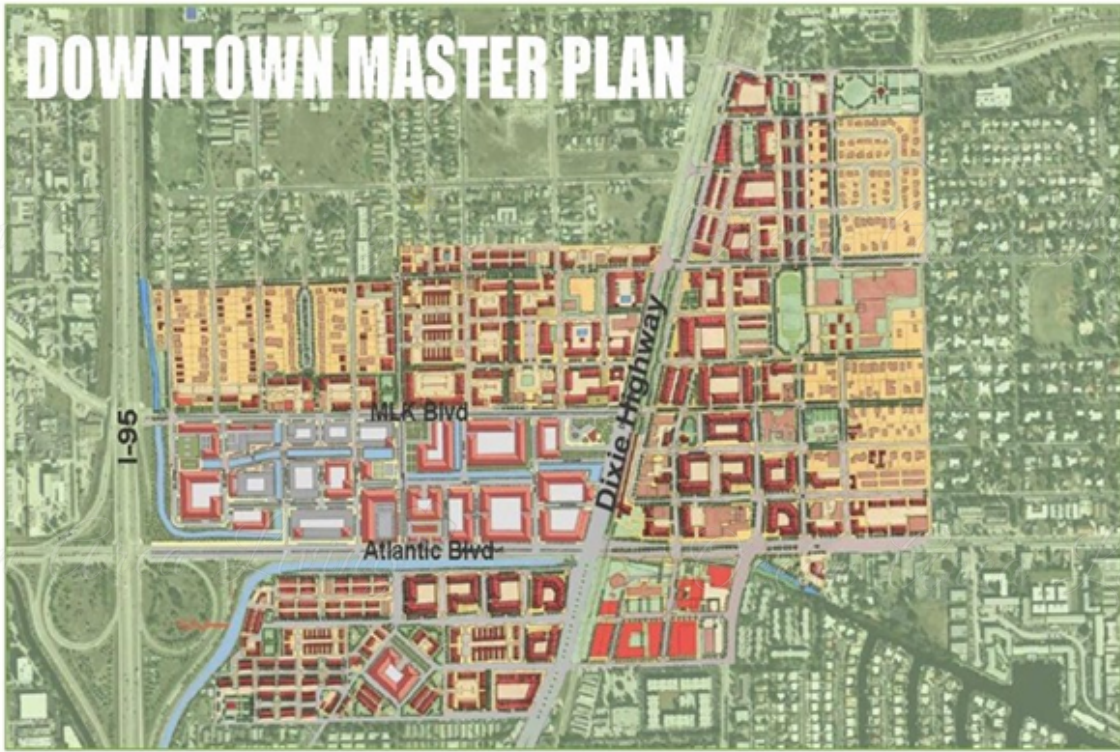 DOWNTOWN MASTER PLAN
I-95
MLK Blvd
Dixie Highway
Atlantic Blvd